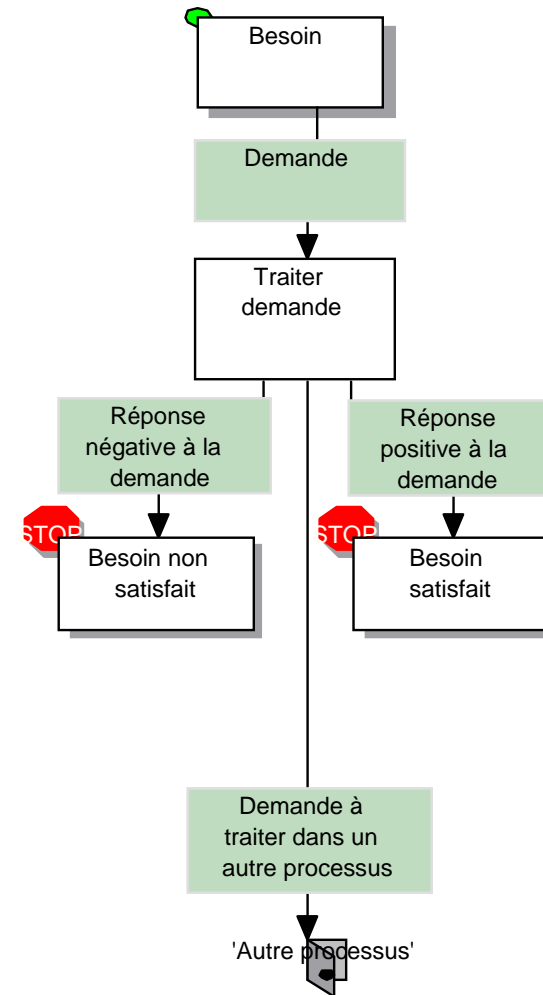 Besoin
Demande
Traiter
demande
Réponse
négative à la
demande
Réponse
positive à la
demande
STOP
Besoin non
satisfait
STOP
Besoin
satisfait
Demande à
traiter dans un
autre processus
'Autre processus'